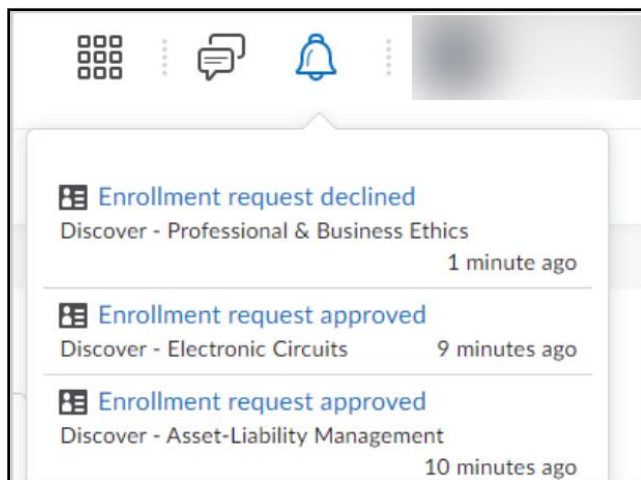 Enrollment request declined
Discover - Professional & Business Ethics
1 minute ago
Enrollment request approved
Discover - Electronic Circuits 9 minutes ago
Enrollment request approved
Discover - Asset-Liability Management
10 minutes ago